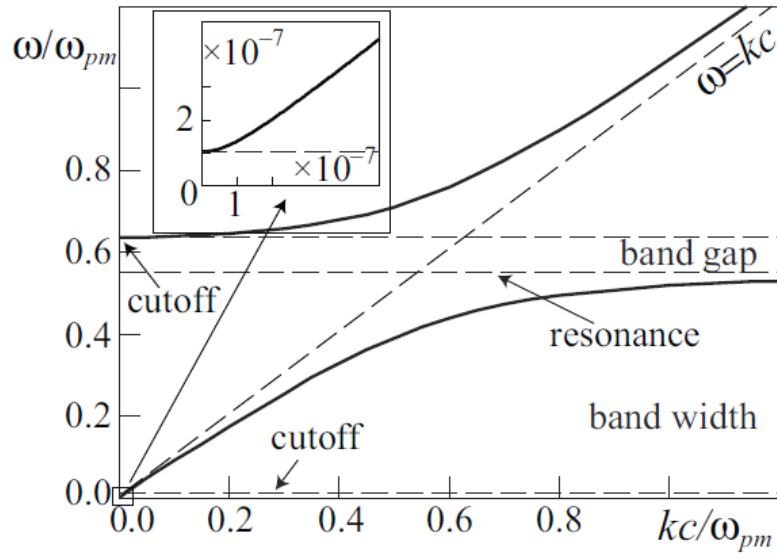 ω/ω_pm
×10⁻⁷
2
0
1
×10⁻⁷
ω=kc
0.8
0.6
0.4
0.2
0.0
cutoff
band gap
resonance
band width
cutoff
0.0 0.2 0.4 0.6 0.8 kc/ω_pm